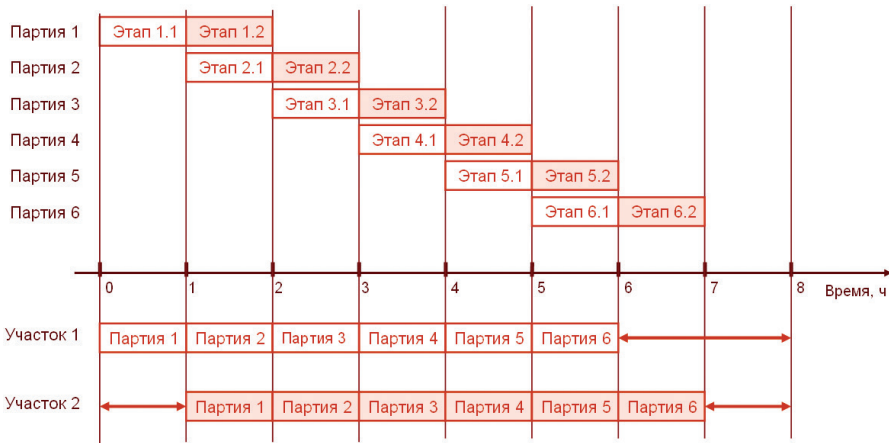 Партия 1 Этап 1.1 Этап 1.2
Партия 2 Этап 2.1 Этап 2.2
Партия 3 Этап 3.1 Этап 3.2
Партия 4 Этап 4.1 Этап 4.2
Партия 5 Этап 5.1 Этап 5.2
Партия 6 Этап 6.1 Этап 6.2
0 1 2 3 4 5 6 7 8 Время, ч
Участок 1 Партия 1 Партия 2 Партия 3 Партия 4 Партия 5 Партия 6
Участок 2 Партия 1 Партия 2 Партия 3 Партия 4 Партия 5 Партия 6